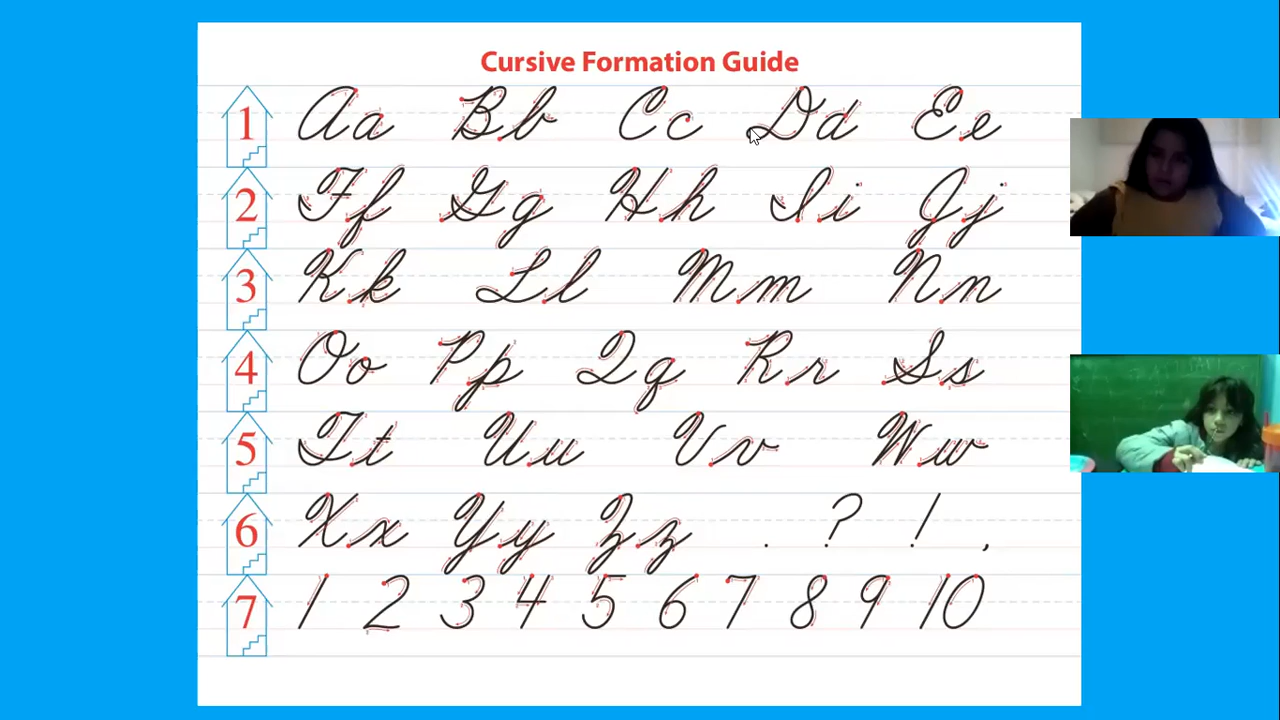 Cursive Formation Guide
1 Aa Bb Cc Dd Ee
2 Ff Gg Hh Ii Jj
3 Kk Ll Mm Nn
4 Oo Pp Qq Rr Ss
5 Tt Uu Vv Ww
6 Xx Yy Zz . ? ! ,
7 1 2 3 4 5 6 7 8 9 10